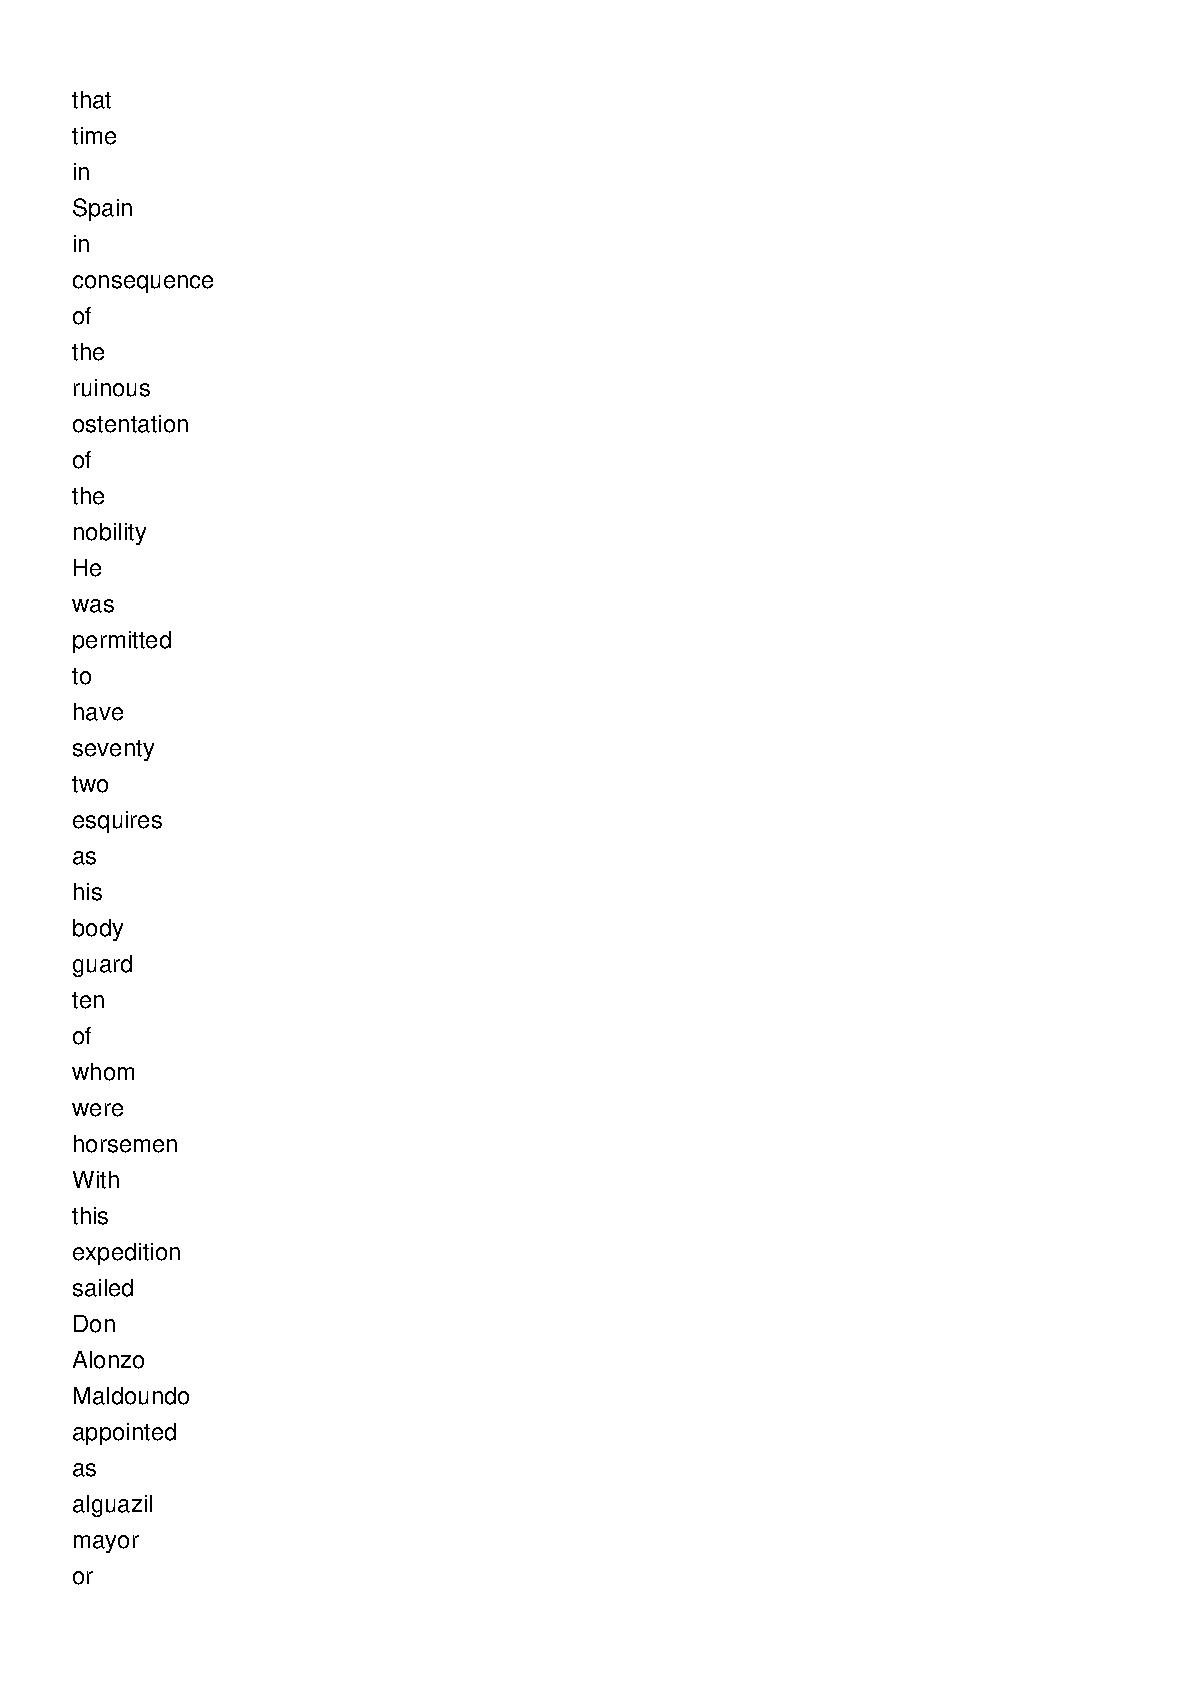 that
time
in
Spain
in
consequence
of
the
ruinous
ostentation
of
the
nobility
He
was
permitted
to
have
seventy
two
esquires
as
his
body
guard
ten
of
whom
were
horsemen
With
this
expedition
sailed
Don
Alonzo
Maldoundo
appointed
as
alguazil
mayor
or